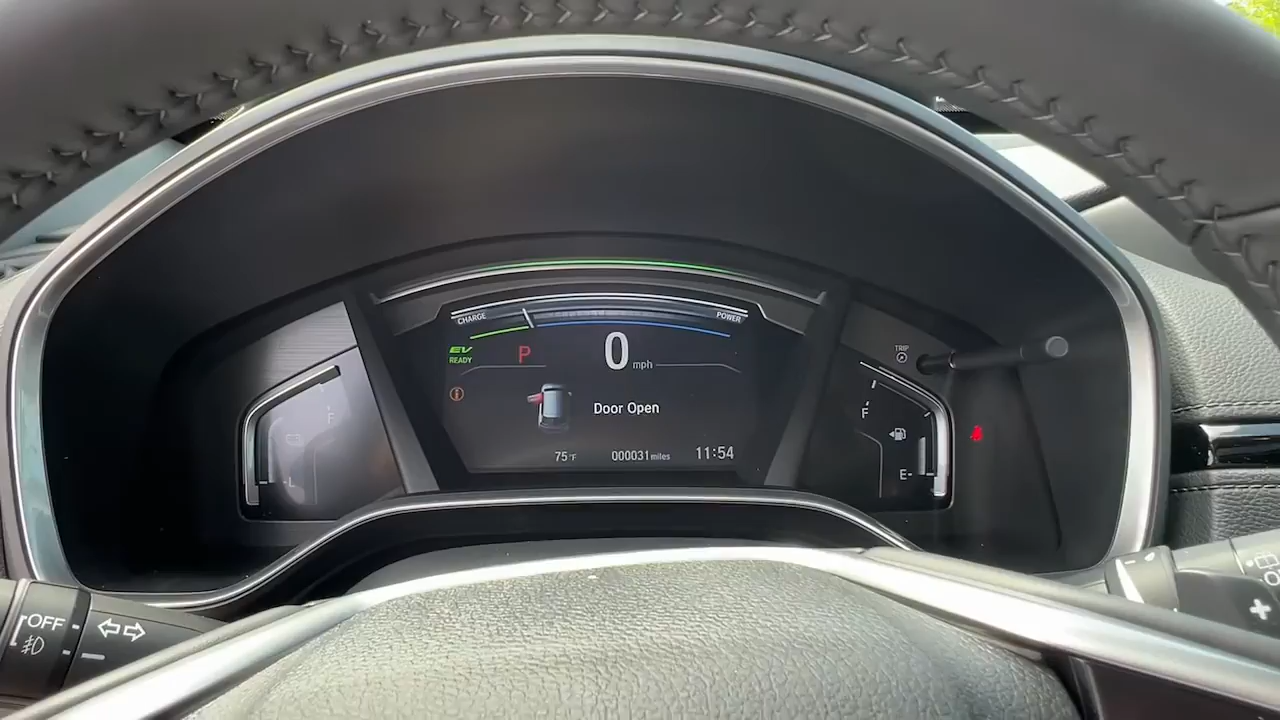 CHARGE
POWER
EV
READY
P
0 mph
TRIP
Door Open
F
F
L
E
75°F
000031 miles
11:54
OFF
+